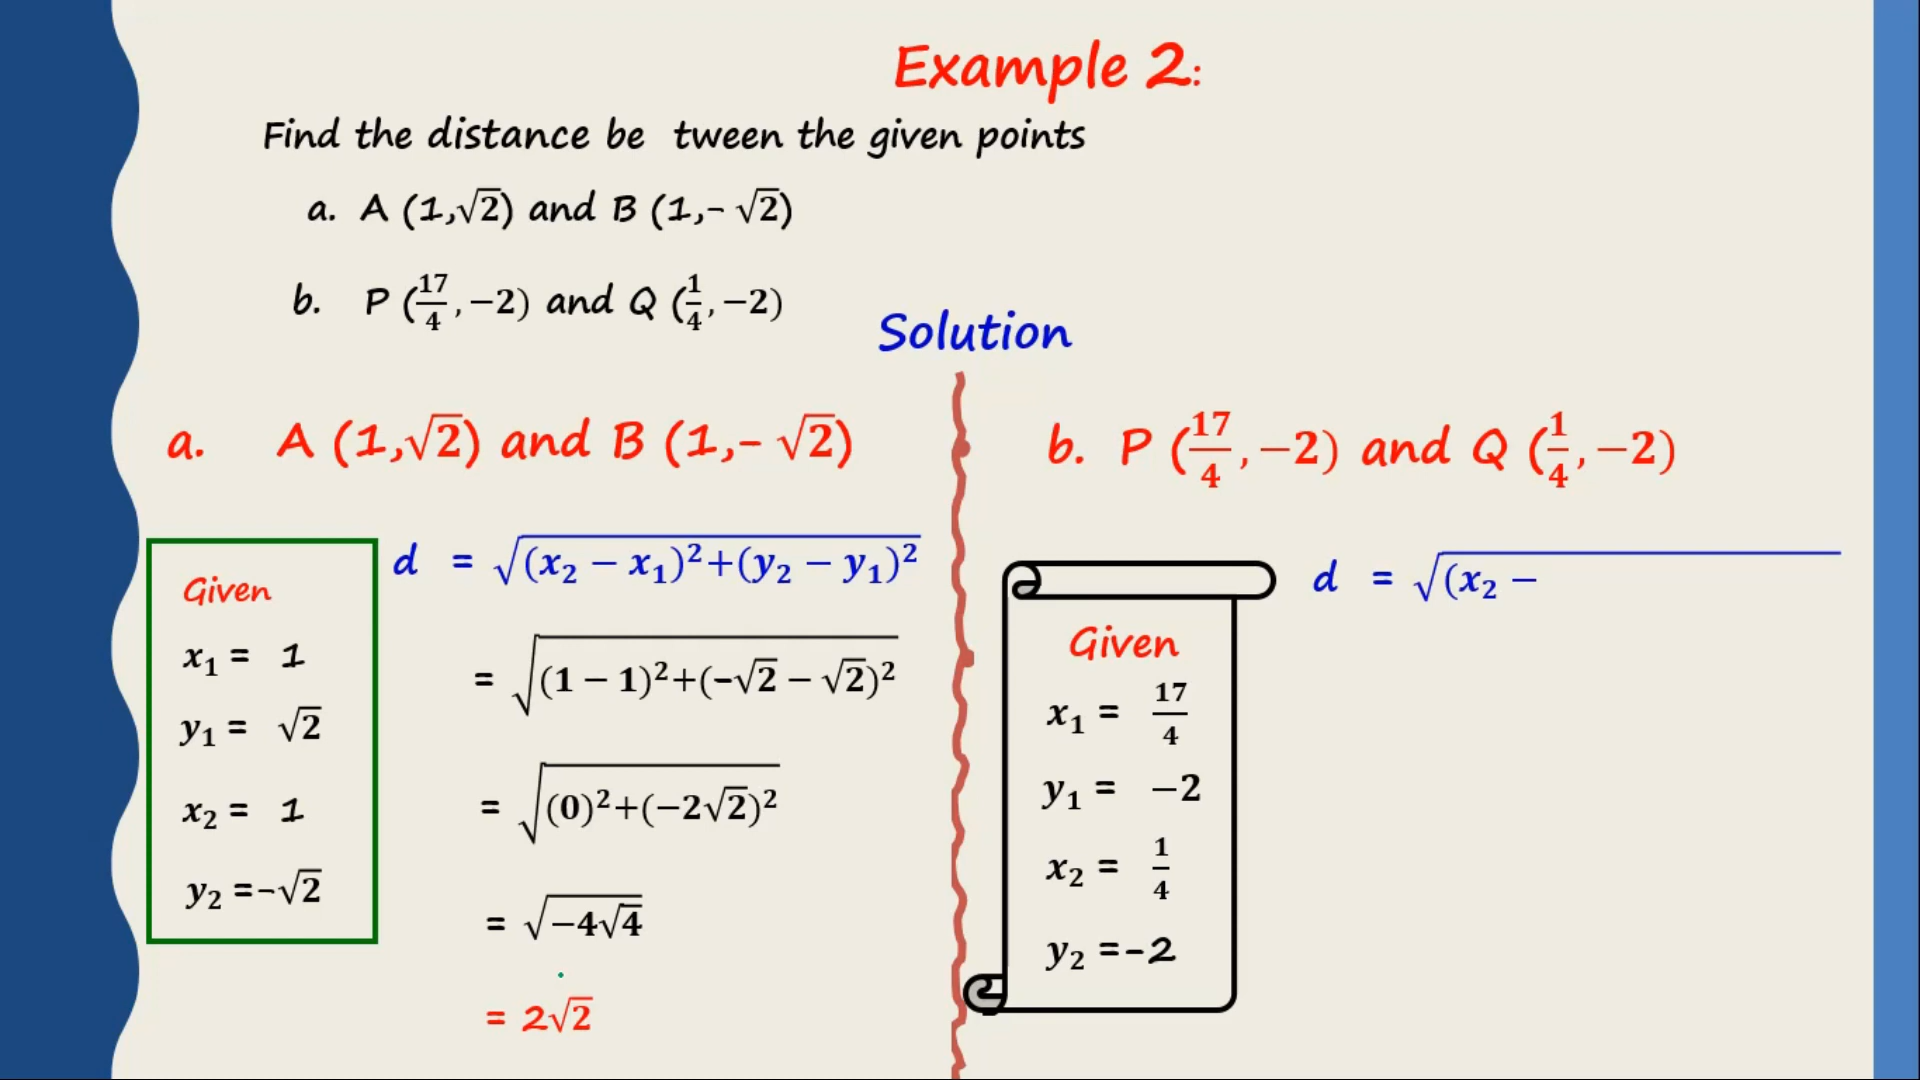 Example 2:
Find the distance be tween the given points
a. A (1,√2) and B (1,- √2)
b. P (17/4, −2) and Q (1/4, −2)
Solution
a. A (1,√2) and B (1,- √2)
Given
x₁ = 1
y₁ = √2
x₂ = 1
y₂ =-√2
d = √((x₂ − x₁)²+(y₂ − y₁)²)
= √((1 − 1)²+(-√2 − √2)²)
= √((0)²+(−2√2)²)
= √(−4√4)
= 2√2
b. P (17/4, −2) and Q (1/4, −2)
Given
x₁ = 17/4
y₁ = −2
x₂ = 1/4
y₂ =-2
d = √(x₂ −